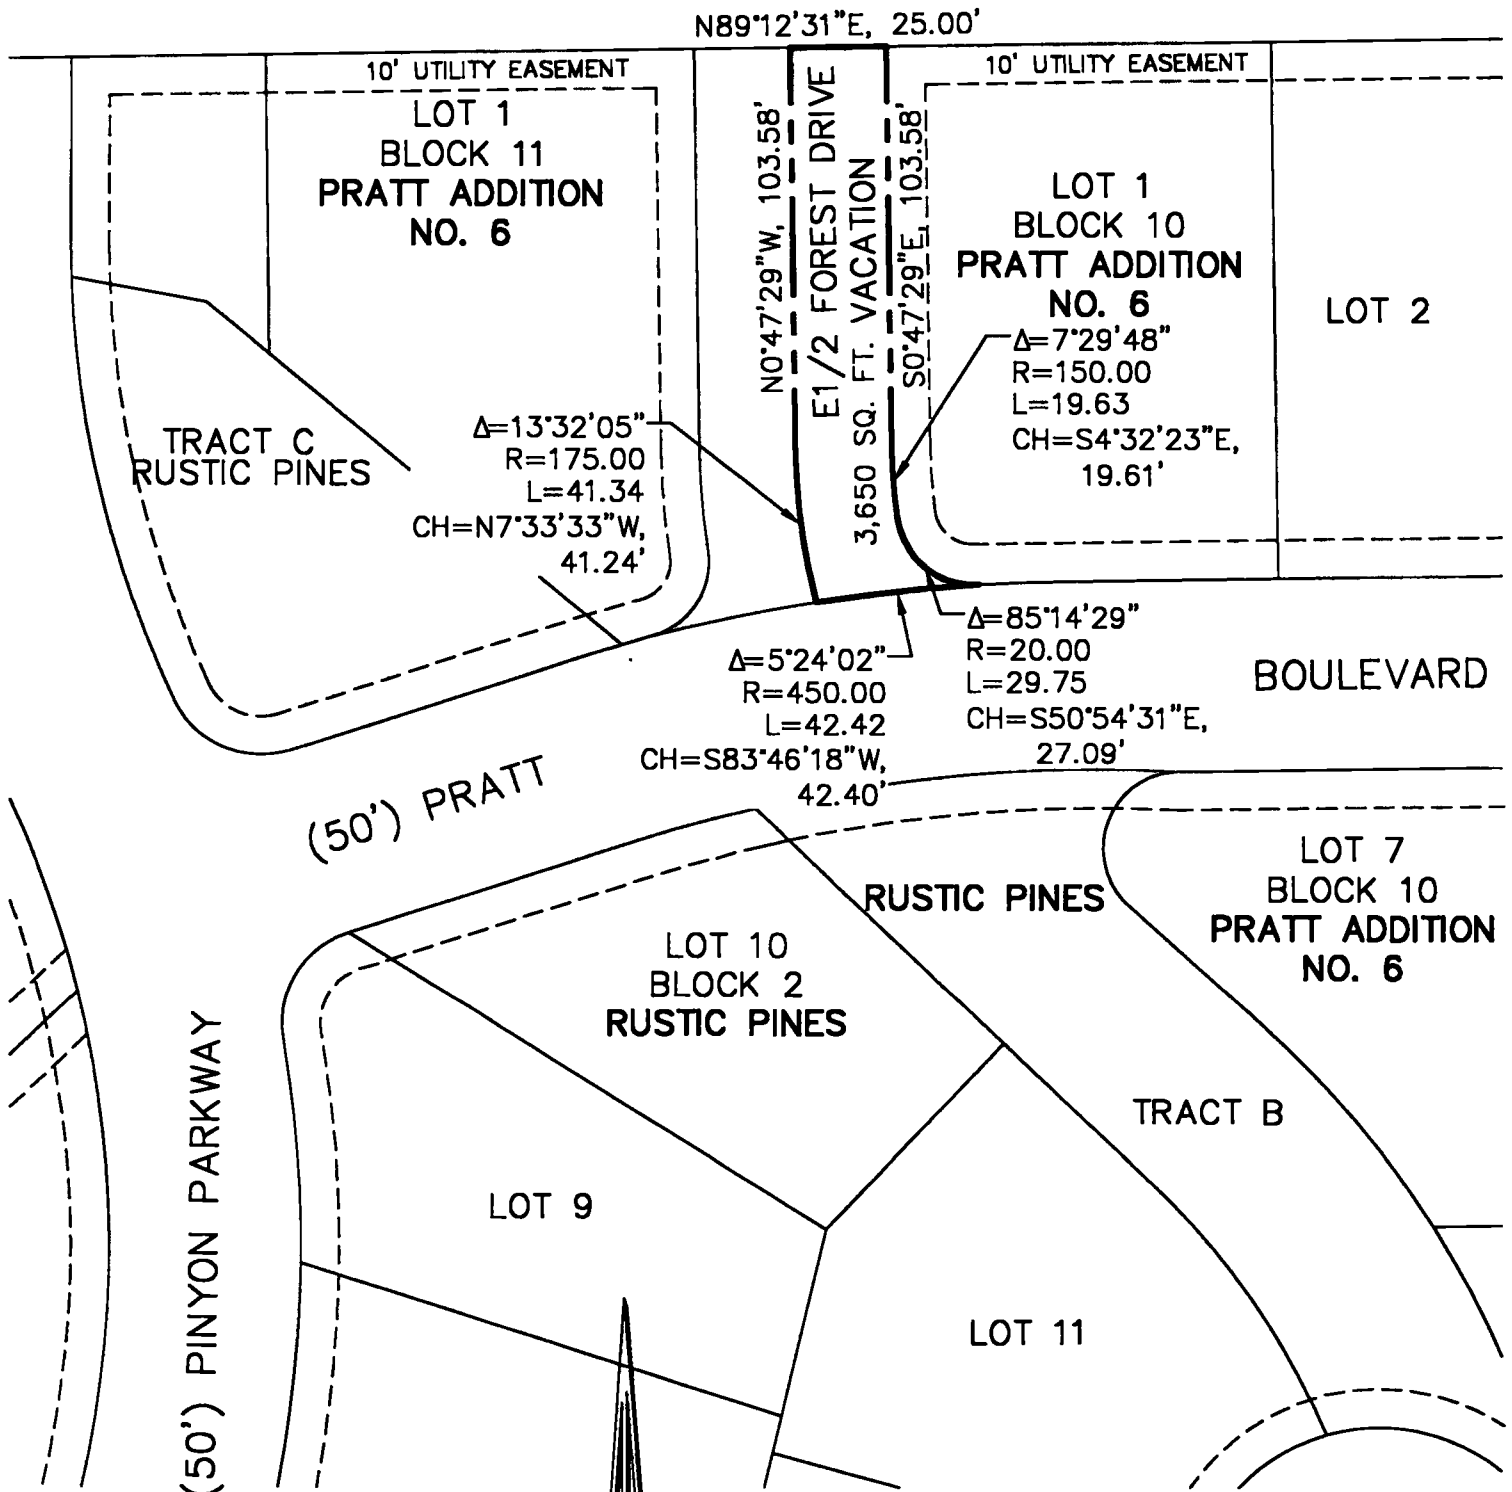 N89°12'31"E, 25.00'
10' UTILITY EASEMENT
10' UTILITY EASEMENT
LOT 1
BLOCK 11
PRATT ADDITION
NO. 6
N0°47'29"W, 103.58'
E1/2 FOREST DRIVE
3,650 SQ. FT. VACATION
S0°47'29"E, 103.58'
LOT 1
BLOCK 10
PRATT ADDITION
NO. 6
LOT 2
Δ=7°29'48"
R=150.00
L=19.63
CH=S4°32'23"E,
19.61'
TRACT C
RUSTIC PINES
Δ=13°32'05"
R=175.00
L=41.34
CH=N7°33'33"W,
41.24'
Δ=5°24'02"
R=450.00
L=42.42
CH=S83°46'18"W,
42.40'
Δ=85°14'29"
R=20.00
L=29.75
CH=S50°54'31"E,
27.09'
BOULEVARD
(50') PRATT
RUSTIC PINES
LOT 7
BLOCK 10
PRATT ADDITION
NO. 6
LOT 10
BLOCK 2
RUSTIC PINES
TRACT B
(50') PINYON PARKWAY
LOT 9
LOT 11